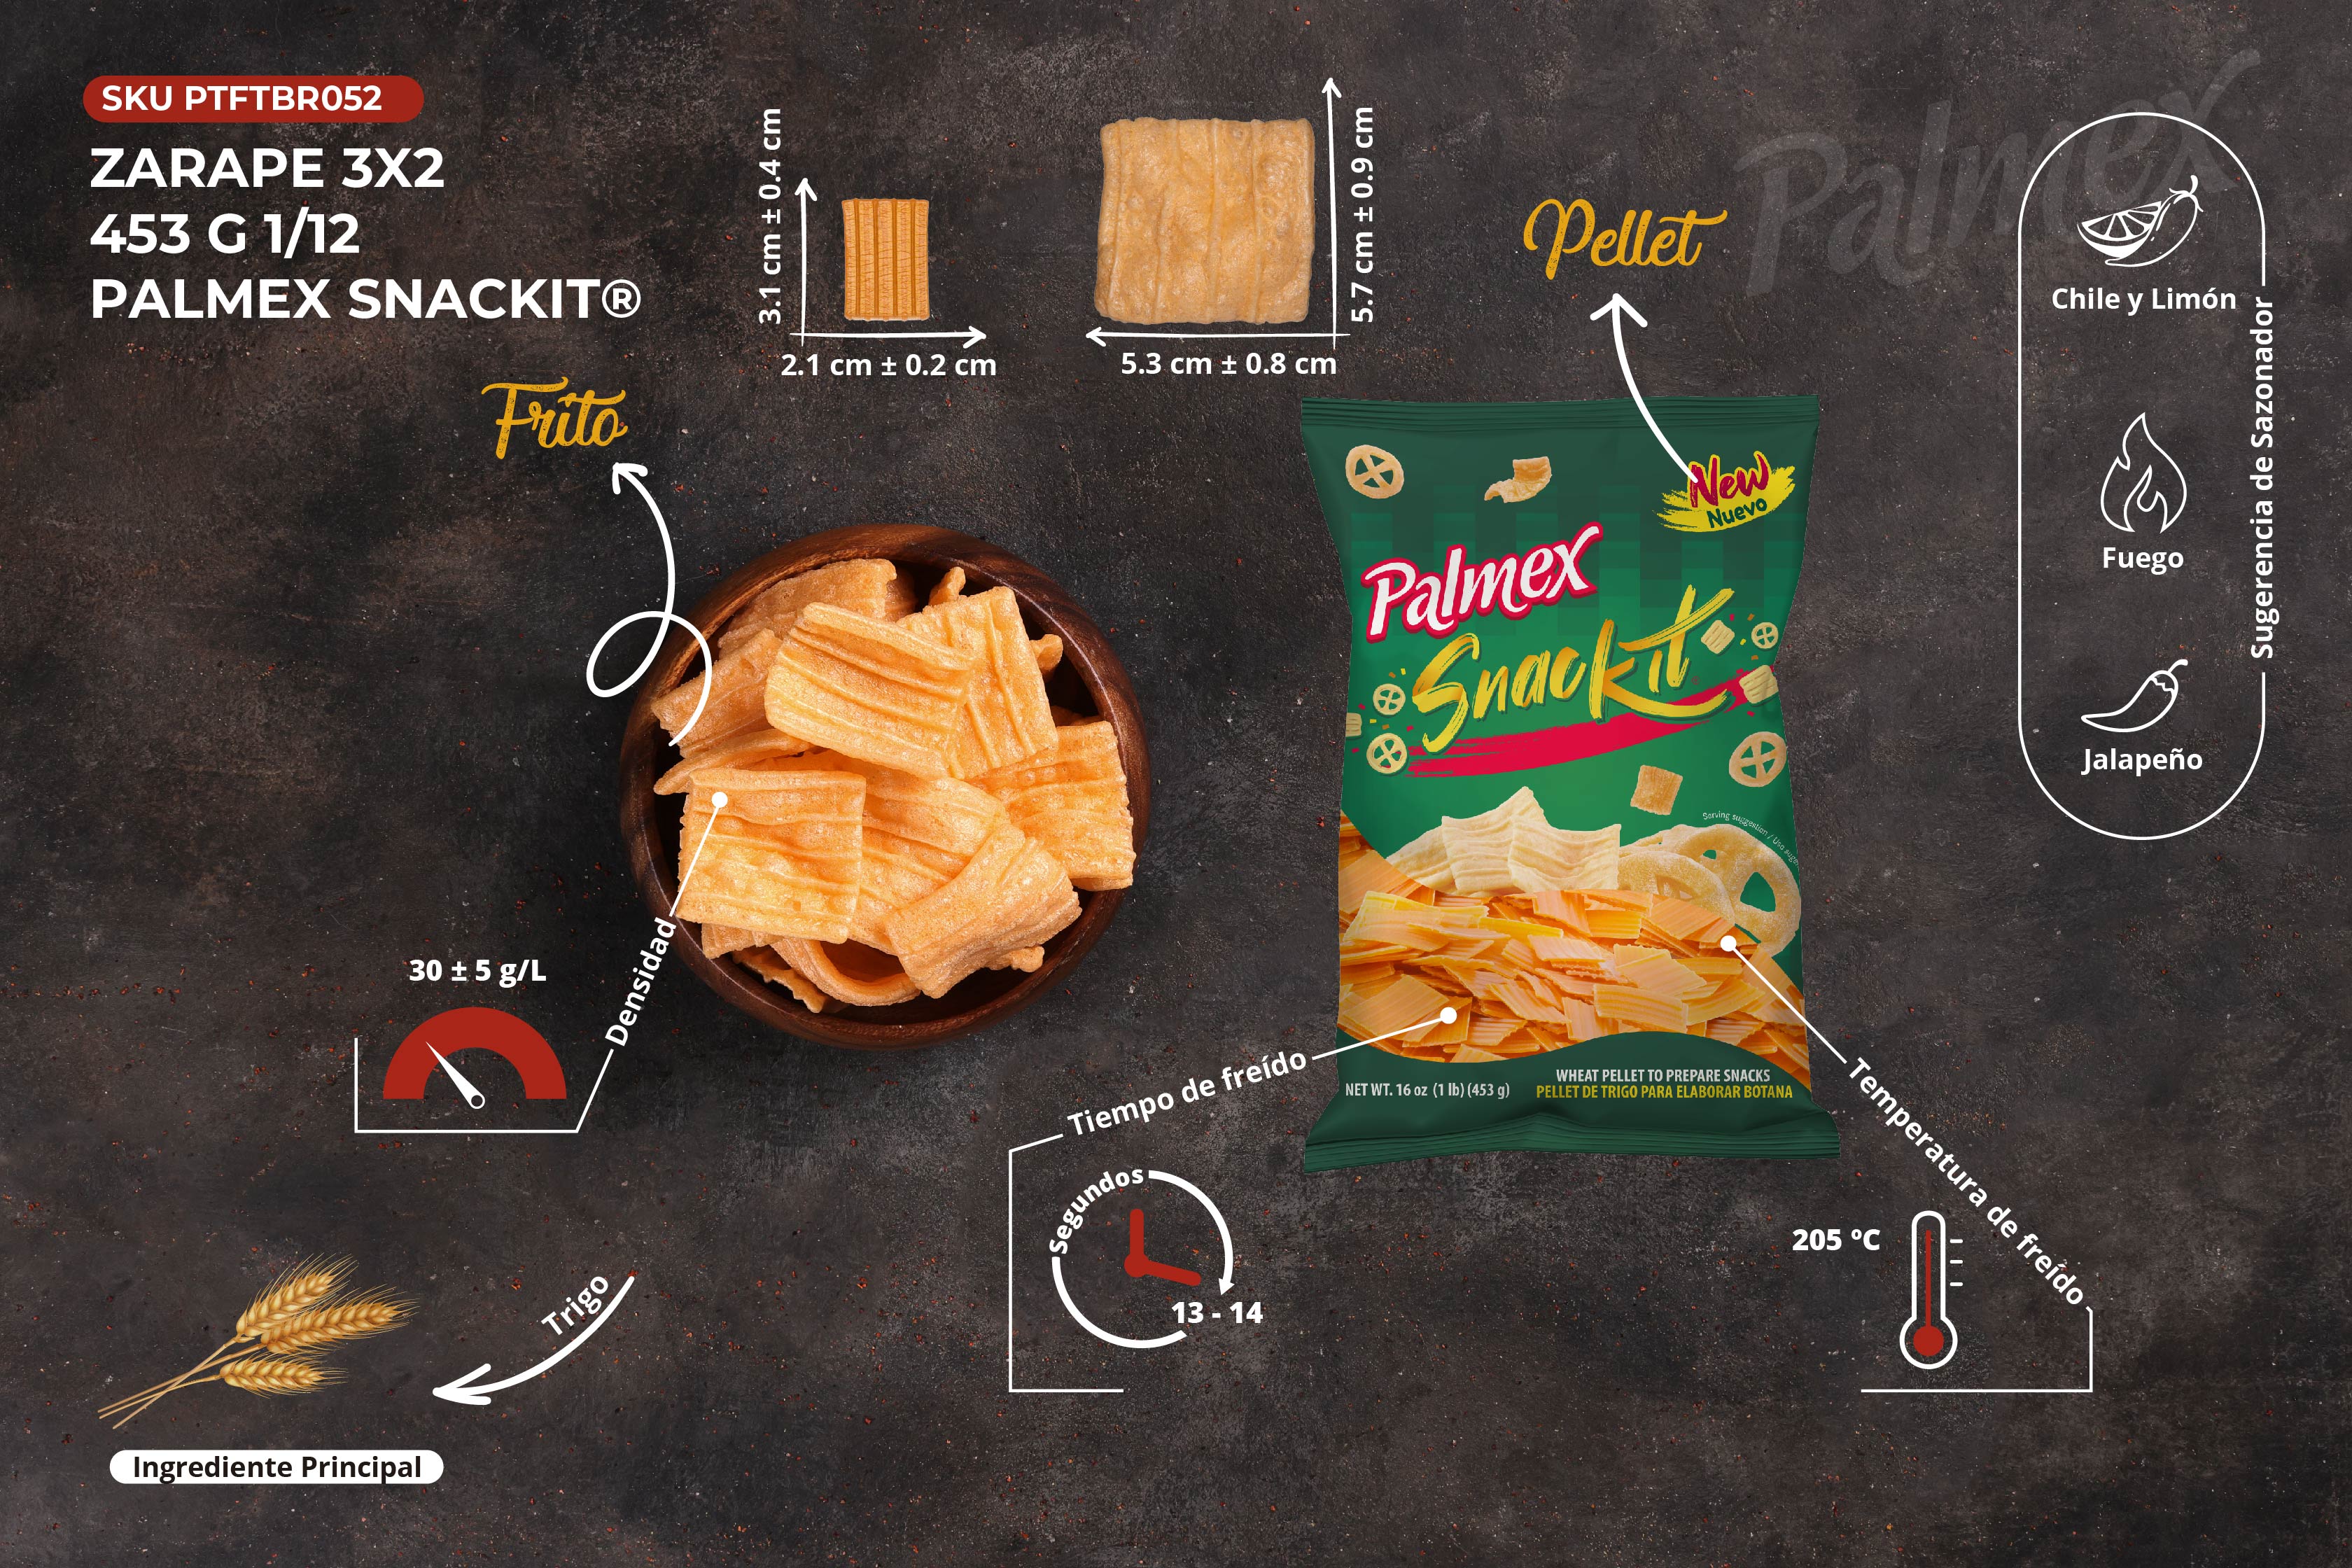 SKU PTFTBR052
ZARAPE 3X2
453 G 1/12
PALMEX SNACKIT®
3.1 cm ± 0.4 cm
2.1 cm ± 0.2 cm
5.7 cm ± 0.9 cm
5.3 cm ± 0.8 cm
Frito
Pellet
Palmex
Chile y Limón
Fuego
Jalapeño
Sugerencia de Sazonador
New
Nuevo
Palmex
Snackit
Serving suggestion /
NET WT. 16 oz (1 lb) (453 g)
WHEAT PELLET TO PREPARE SNACKS
PELLET DE TRIGO PARA ELABORAR BOTANA
30 ± 5 g/L
Densidad
Tiempo de freído
Segundos
13 - 14
Temperatura de freído
205 ºC
Trigo
Ingrediente Principal